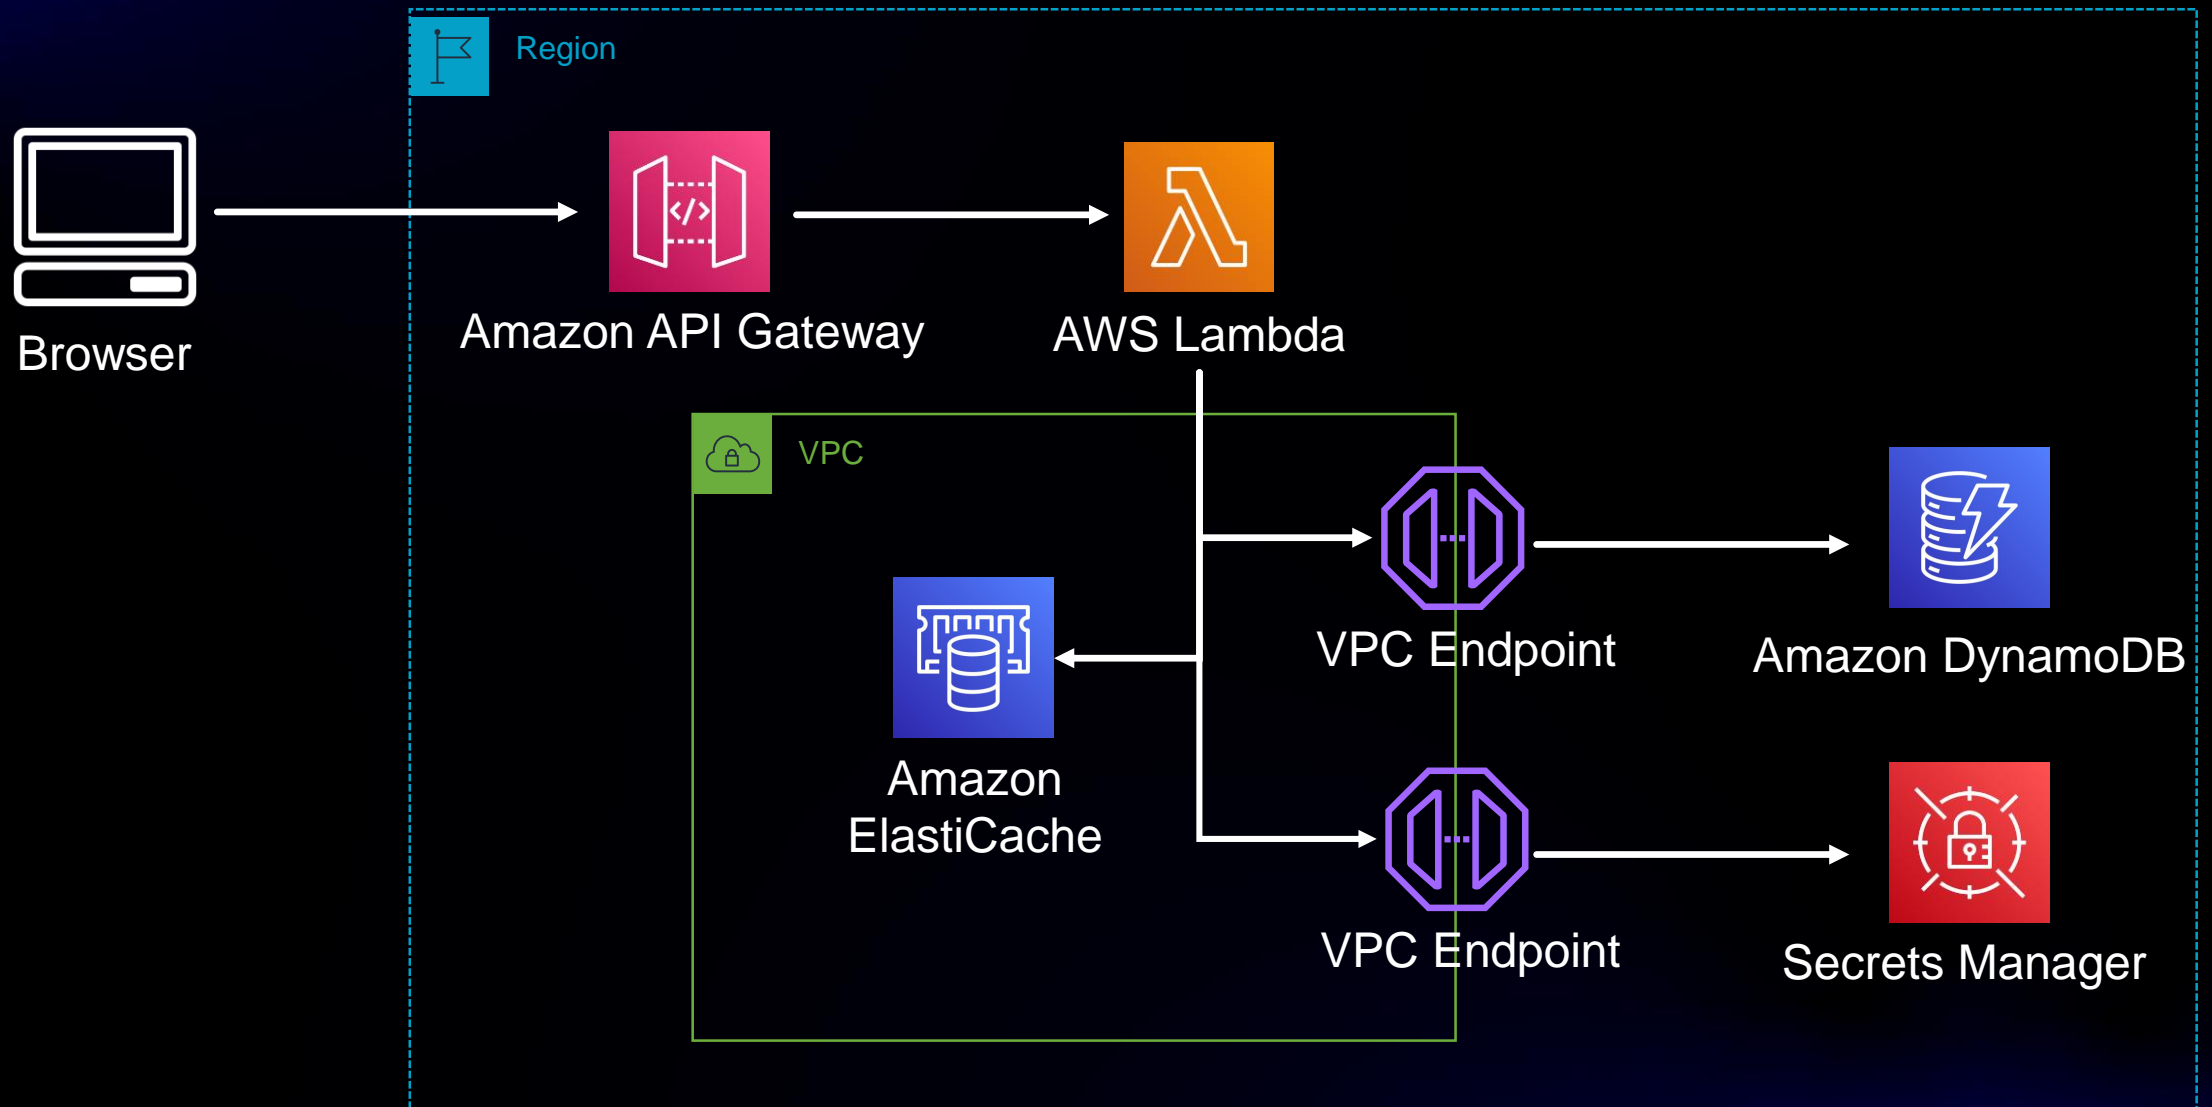 Region
Browser
Amazon API Gateway
AWS Lambda
VPC
VPC Endpoint
Amazon DynamoDB
Amazon
ElastiCache
VPC Endpoint
Secrets Manager